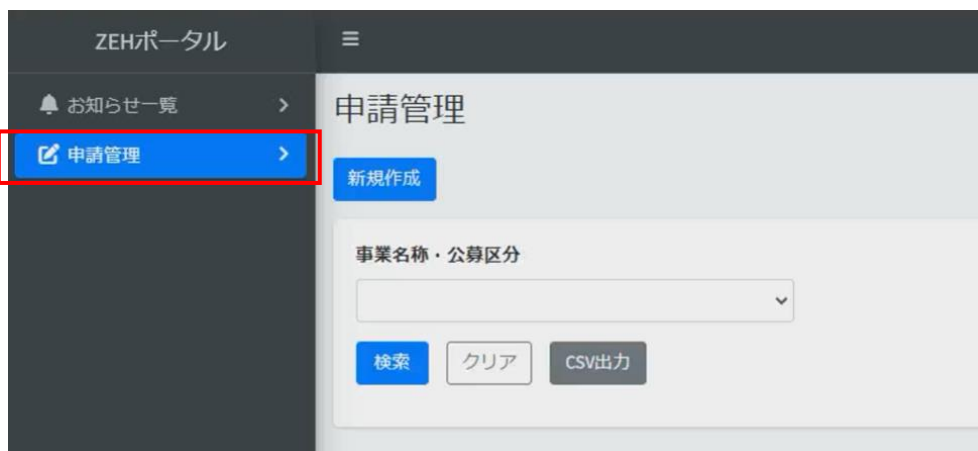 ZEHポータル
お知らせ一覧
申請管理
申請管理
新規作成
事業名称・公募区分
検索 クリア CSV出力